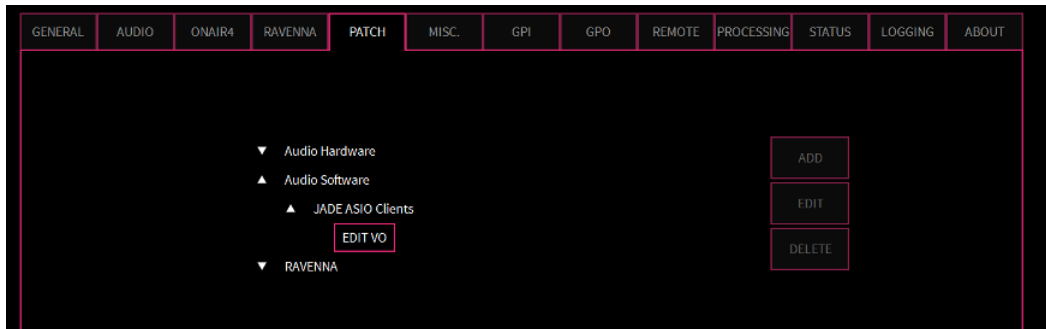 GENERAL AUDIO ONAIR4 RAVENNA PATCH MISC. GPI GPO REMOTE PROCESSING STATUS LOGGING ABOUT
Audio Hardware
ADD
Audio Software
JADE ASIO Clients
EDIT
EDIT VO
DELETE
RAVENNA